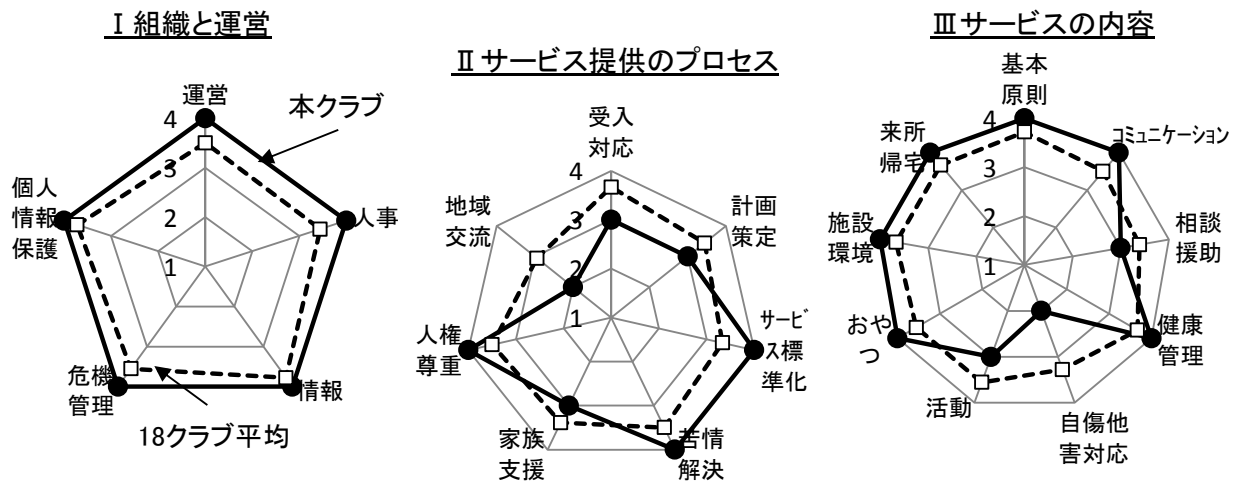 Ⅰ 組織と運営
運営
本クラブ
4
3
2
1
人事
情報
危機
管理
個人
情報
保護
18クラブ平均
Ⅱ サービス提供のプロセス
受入
対応
4
3
2
1
計画
策定
サービ
ス標
準化
苦情
解決
家族
支援
人権
尊重
地域
交流
Ⅲサービスの内容
基本
原則
4
3
2
1
コミュニケーション
相談
援助
健康
管理
自傷他
害対応
活動
おや
つ
施設
環境
来所
帰宅